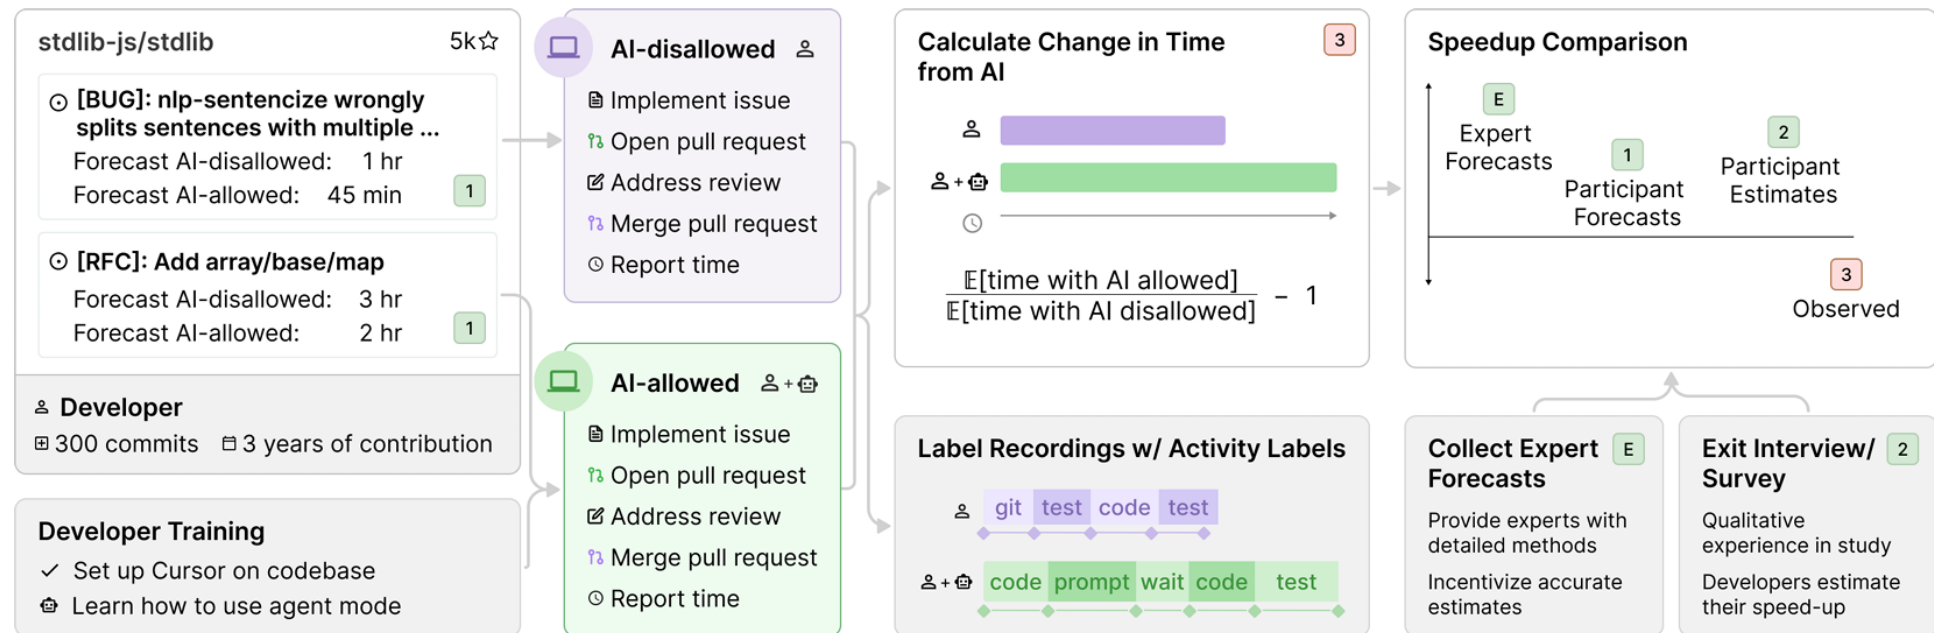 stdlib-js/stdlib 5k
[BUG]: nlp-sentencize wrongly
splits sentences with multiple ...
Forecast AI-disallowed: 1 hr
Forecast AI-allowed: 45 min 1
[RFC]: Add array/base/map
Forecast AI-disallowed: 3 hr
Forecast AI-allowed: 2 hr 1
Developer
300 commits 3 years of contribution
Developer Training
Set up Cursor on codebase
Learn how to use agent mode
AI-disallowed
Implement issue
Open pull request
Address review
Merge pull request
Report time
AI-allowed
Implement issue
Open pull request
Address review
Merge pull request
Report time
Calculate Change in Time 3
from AI
𝔼[time with AI allowed]
𝔼[time with AI disallowed]
− 1
Label Recordings w/ Activity Labels
git test code test
code prompt wait code test
Speedup Comparison
E
Expert
Forecasts
1
Participant
Forecasts
2
Participant
Estimates
3
Observed
Collect Expert E
Forecasts
Provide experts with
detailed methods
Incentivize accurate
estimates
Exit Interview/ 2
Survey
Qualitative
experience in study
Developers estimate
their speed-up